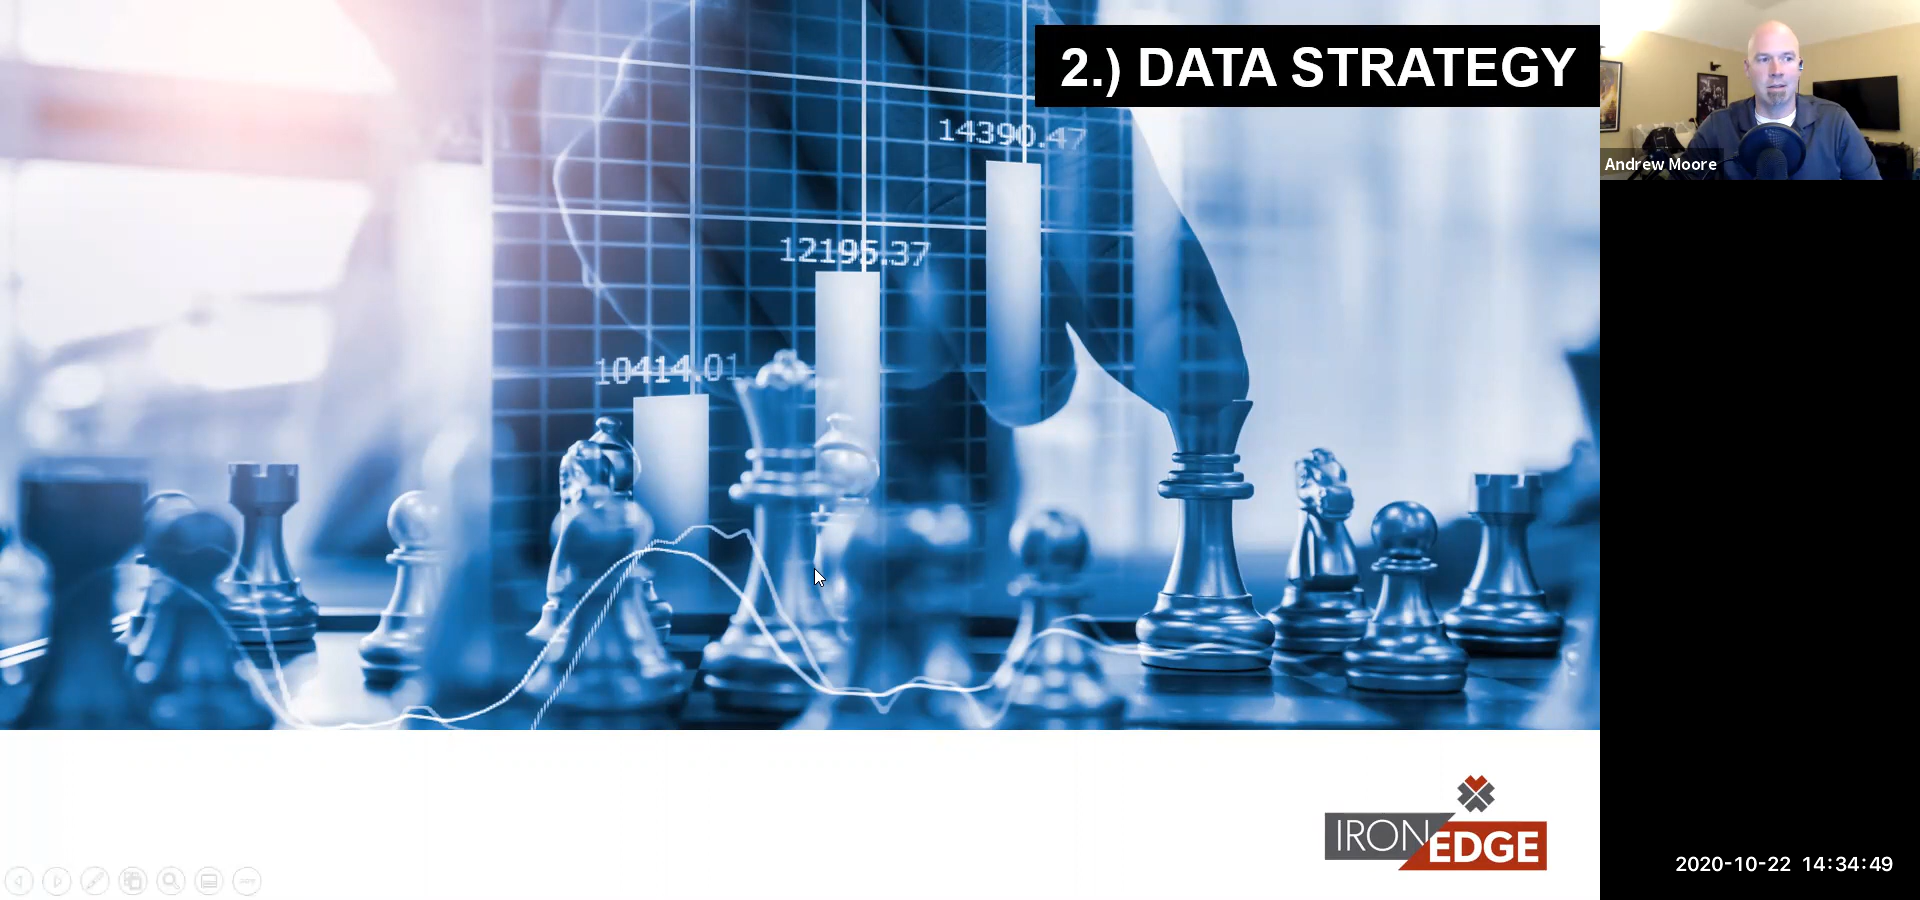 2.) DATA STRATEGY
14390.47
12195.37
10414.01
Andrew Moore
IRON
EDGE
2020-10-22 14:34:49